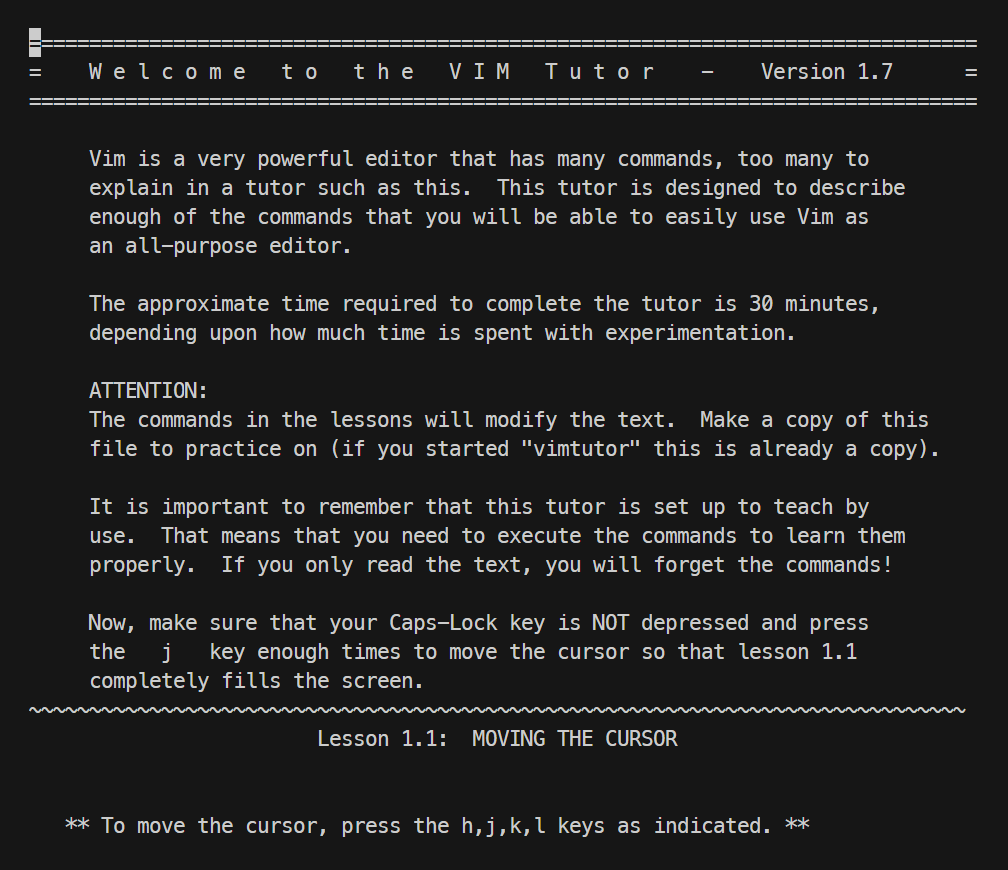 ===============================================================================
=    W e l c o m e   t o   t h e   V I M   T u t o r    -    Version 1.7      =
===============================================================================

     Vim is a very powerful editor that has many commands, too many to
     explain in a tutor such as this.  This tutor is designed to describe
     enough of the commands that you will be able to easily use Vim as
     an all-purpose editor.

     The approximate time required to complete the tutor is 30 minutes,
     depending upon how much time is spent with experimentation.

     ATTENTION:
     The commands in the lessons will modify the text.  Make a copy of this
     file to practice on (if you started "vimtutor" this is already a copy).

     It is important to remember that this tutor is set up to teach by
     use.  That means that you need to execute the commands to learn them
     properly.  If you only read the text, you will forget the commands!

     Now, make sure that your Caps-Lock key is NOT depressed and press
     the   j   key enough times to move the cursor so that lesson 1.1
     completely fills the screen.
~~~~~~~~~~~~~~~~~~~~~~~~~~~~~~~~~~~~~~~~~~~~~~~~~~~~~~~~~~~~~~~~~~~~~~~~~~~~~~
                        Lesson 1.1:  MOVING THE CURSOR


   ** To move the cursor, press the h,j,k,l keys as indicated. **